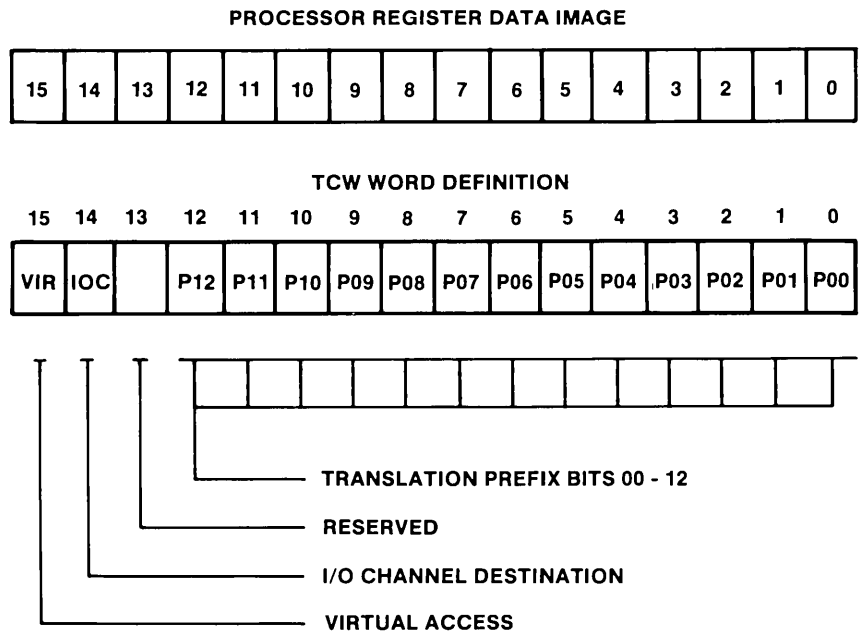 PROCESSOR REGISTER DATA IMAGE
15 14 13 12 11 10 9 8 7 6 5 4 3 2 1 0
TCW WORD DEFINITION
15 14 13 12 11 10 9 8 7 6 5 4 3 2 1 0
VIR IOC P12 P11 P10 P09 P08 P07 P06 P05 P04 P03 P02 P01 P00
TRANSLATION PREFIX BITS 00 - 12
RESERVED
I/O CHANNEL DESTINATION
VIRTUAL ACCESS